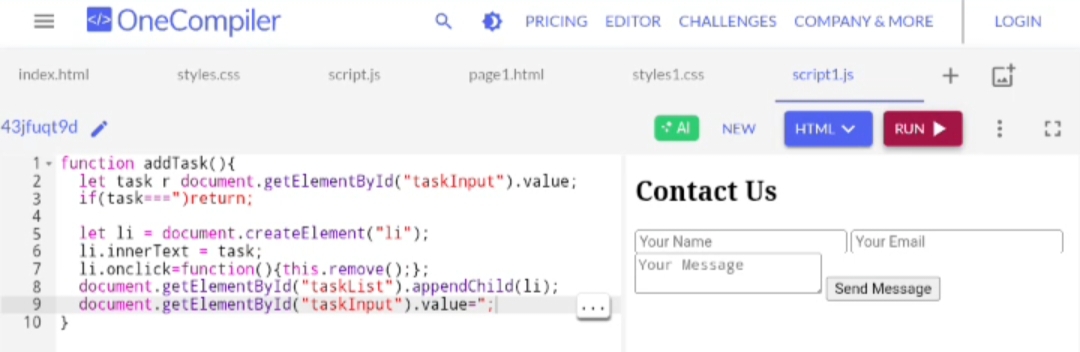 OneCompiler PRICING EDITOR CHALLENGES COMPANY & MORE LOGIN
index.html styles.css script.js page1.html styles1.css script1.js +
43jfuqt9d AI NEW HTML RUN
1 function addTask(){
2 let task r document.getElementById("taskInput").value;
3 if(task===")return;
4
5 let li = document.createElement("li");
6 li.innerText = task;
7 li.onclick=function(){this.remove();};
8 document.getElementById("taskList").appendChild(li);
9 document.getElementById("taskInput").value=";
...
10 }
Contact Us
Your Name Your Email
Your Message
Send Message